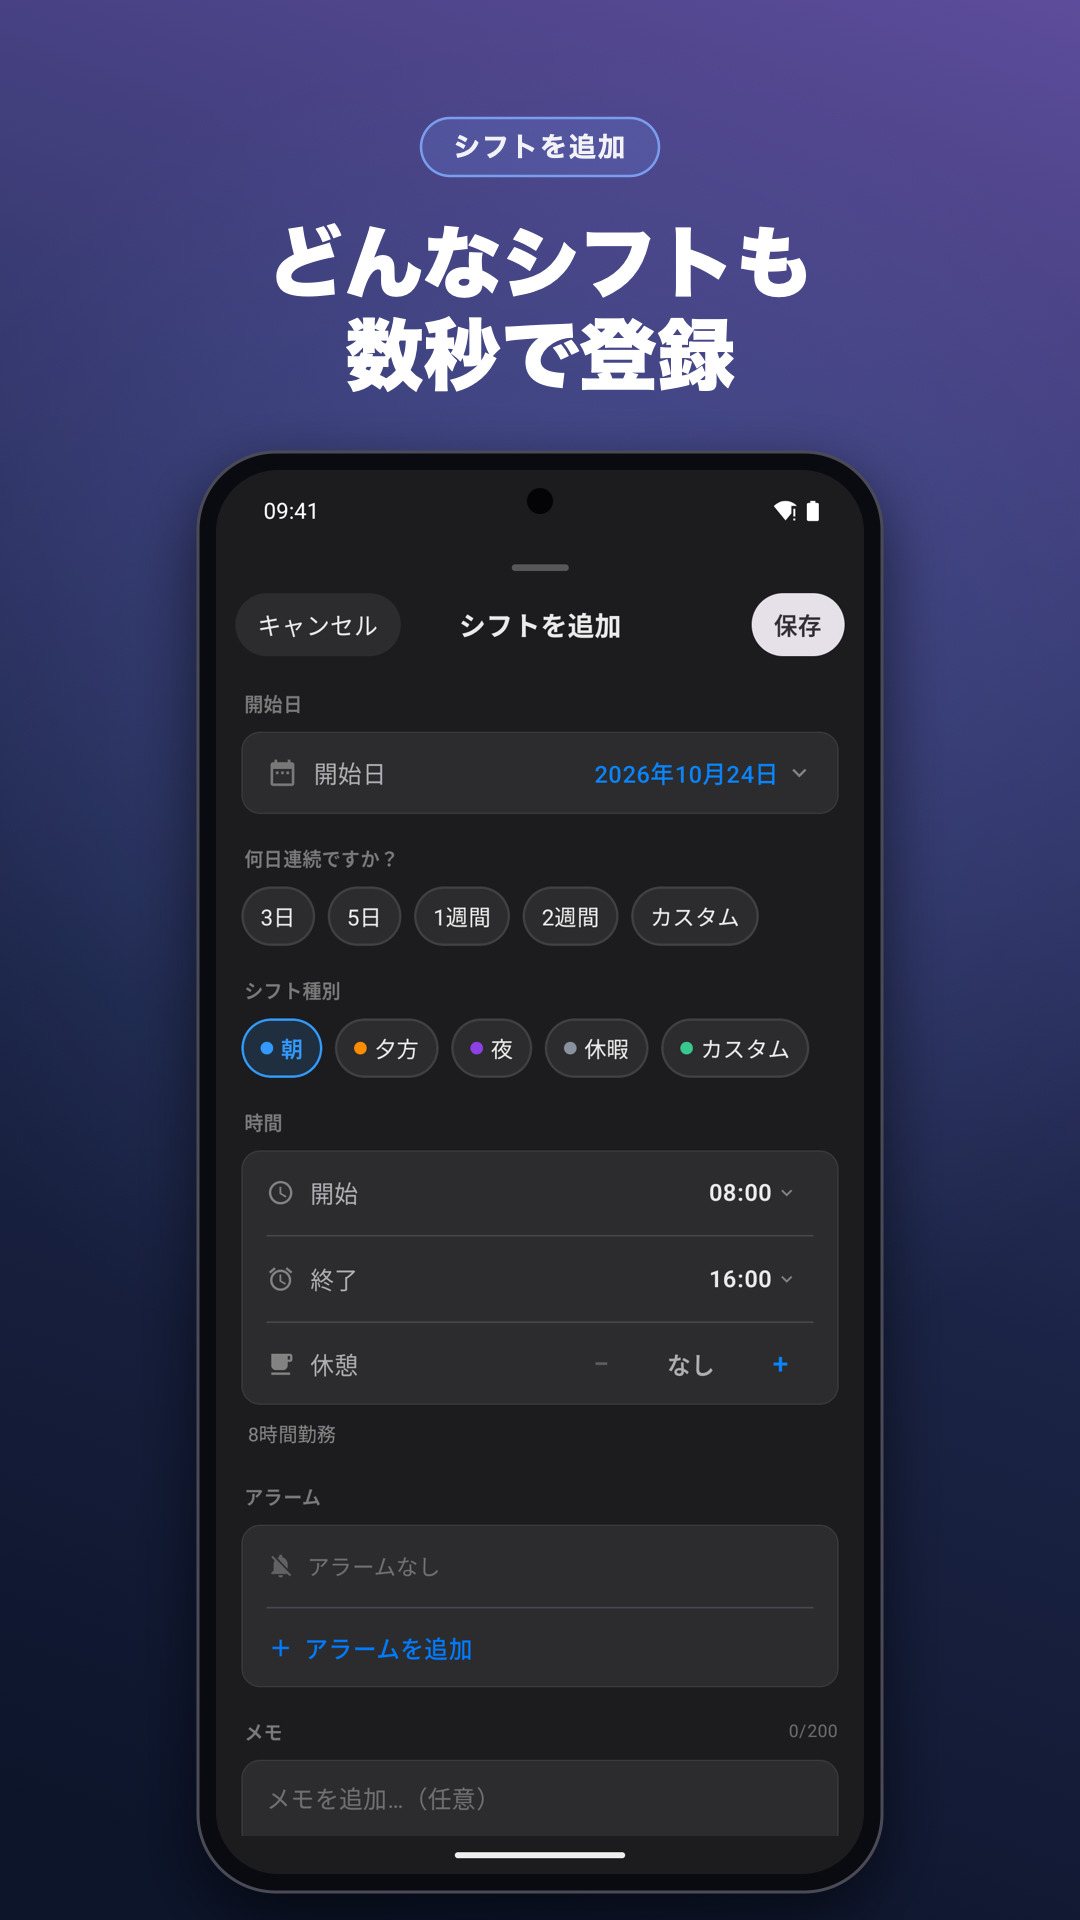 シフトを追加
どんなシフトも
数秒で登録
09:41
キャンセル
シフトを追加
保存
開始日
開始日
2026年10月24日
何日連続ですか？
3日
5日
1週間
2週間
カスタム
シフト種別
朝
夕方
夜
休暇
カスタム
時間
開始
08:00
終了
16:00
休憩
−
なし
+
8時間勤務
アラーム
アラームなし
+ アラームを追加
メモ
0/200
メモを追加...（任意）